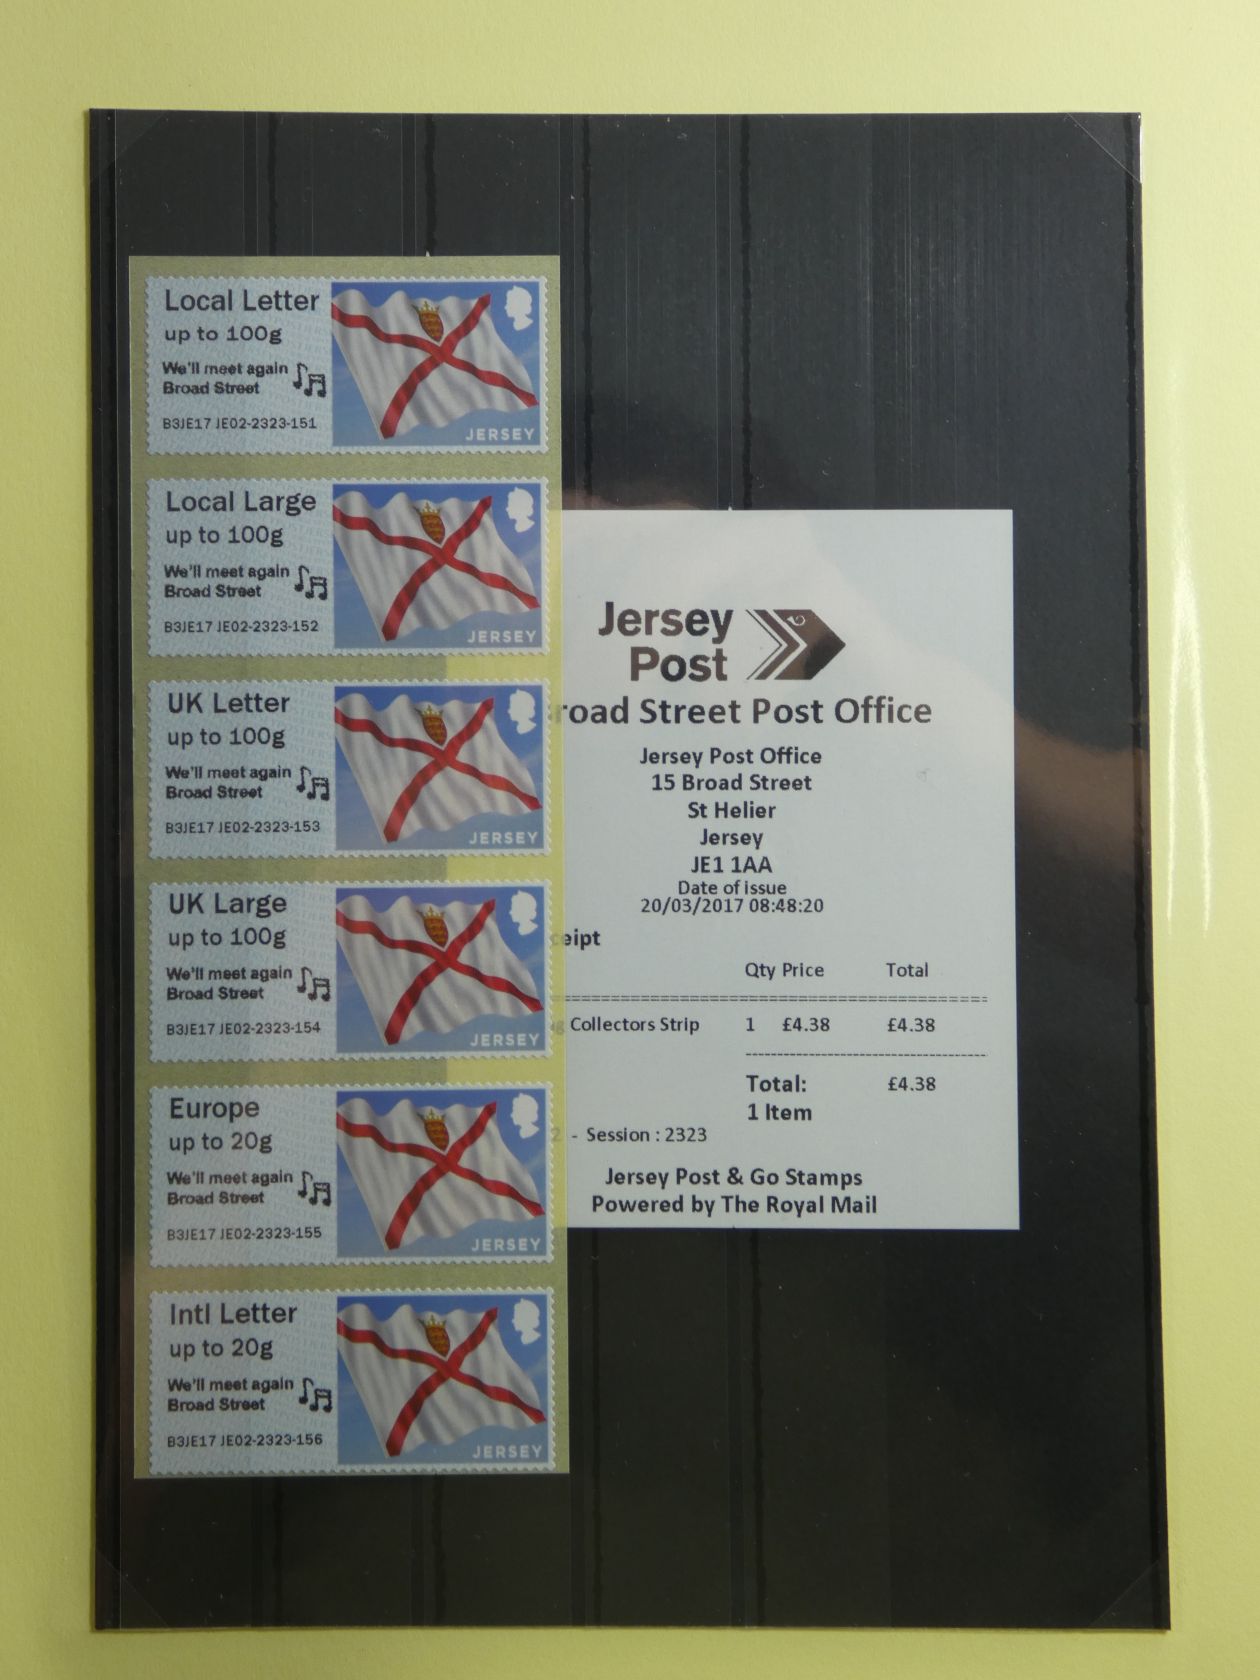 Local Letter
up to 100g
We'll meet again
Broad Street
B3JE17 JE02-2323-151
JERSEY
Local Large
up to 100g
We'll meet again
Broad Street
B3JE17 JE02-2323-152
JERSEY
UK Letter
up to 100g
We'll meet again
Broad Street
B3JE17 JE02-2323-153
JERSEY
UK Large
up to 100g
We'll meet again
Broad Street
B3JE17 JE02-2323-154
JERSEY
Europe
up to 20g
We'll meet again
Broad Street
B3JE17 JE02-2323-155
JERSEY
Intl Letter
up to 20g
We'll meet again
Broad Street
B3JE17 JE02-2323-156
JERSEY
Jersey
Post
road Street Post Office
Jersey Post Office
15 Broad Street
St Helier
Jersey
JE1 1AA
Date of issue
20/03/2017 08:48:20
ceipt
Qty Price Total
Collectors Strip 1 £4.38 £4.38
Total: £4.38
1 Item
2 - Session : 2323
Jersey Post & Go Stamps
Powered by The Royal Mail